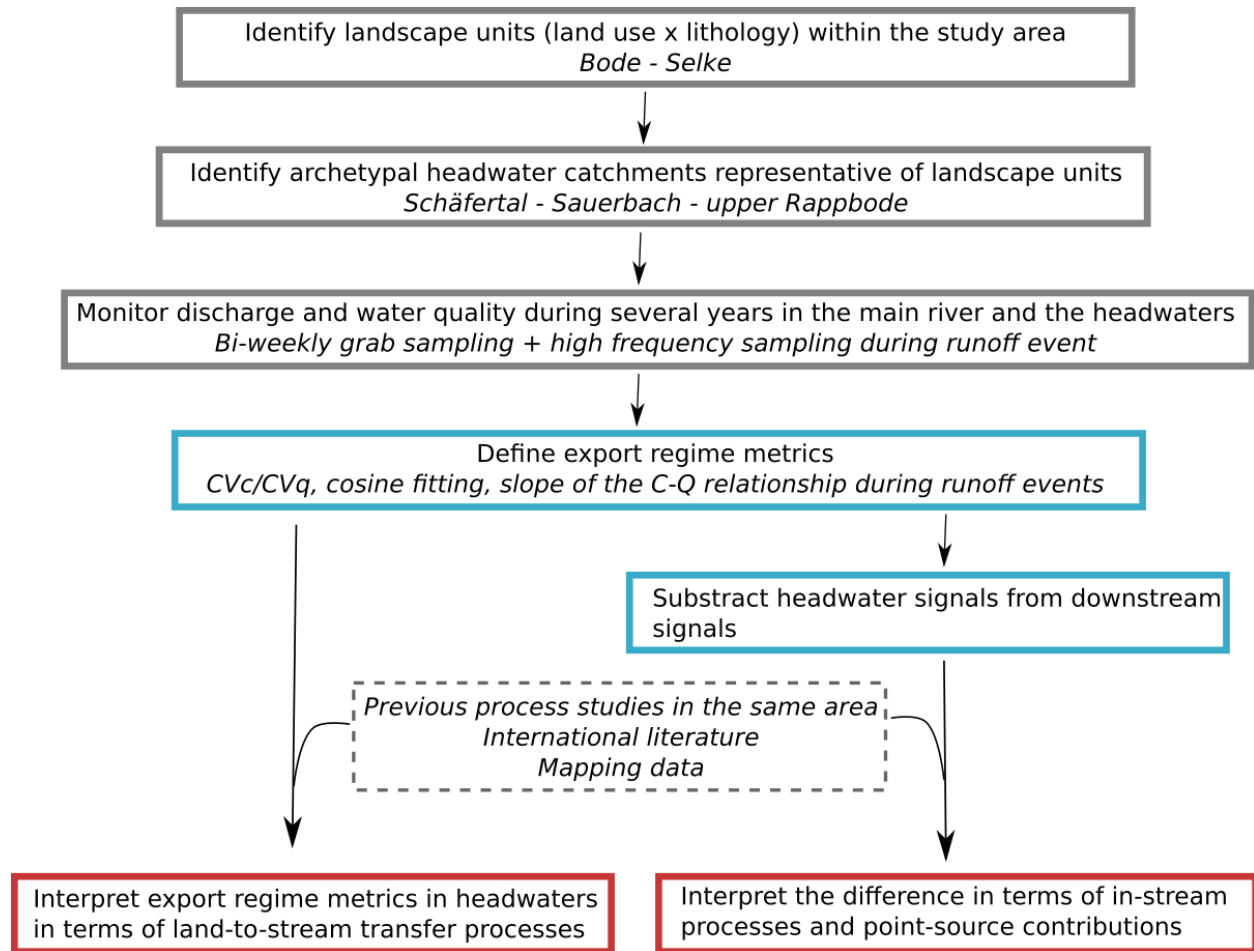 Identify landscape units (land use x lithology) within the study area
Bode - Selke
Identify archetypal headwater catchments representative of landscape units
Schäfertal - Sauerbach - upper Rappbode
Monitor discharge and water quality during several years in the main river and the headwaters
Bi-weekly grab sampling + high frequency sampling during runoff event
Define export regime metrics
CVc/CVq, cosine fitting, slope of the C-Q relationship during runoff events
Substract headwater signals from downstream
signals
Previous process studies in the same area
International literature
Mapping data
Interpret export regime metrics in headwaters
in terms of land-to-stream transfer processes
Interpret the difference in terms of in-stream
processes and point-source contributions